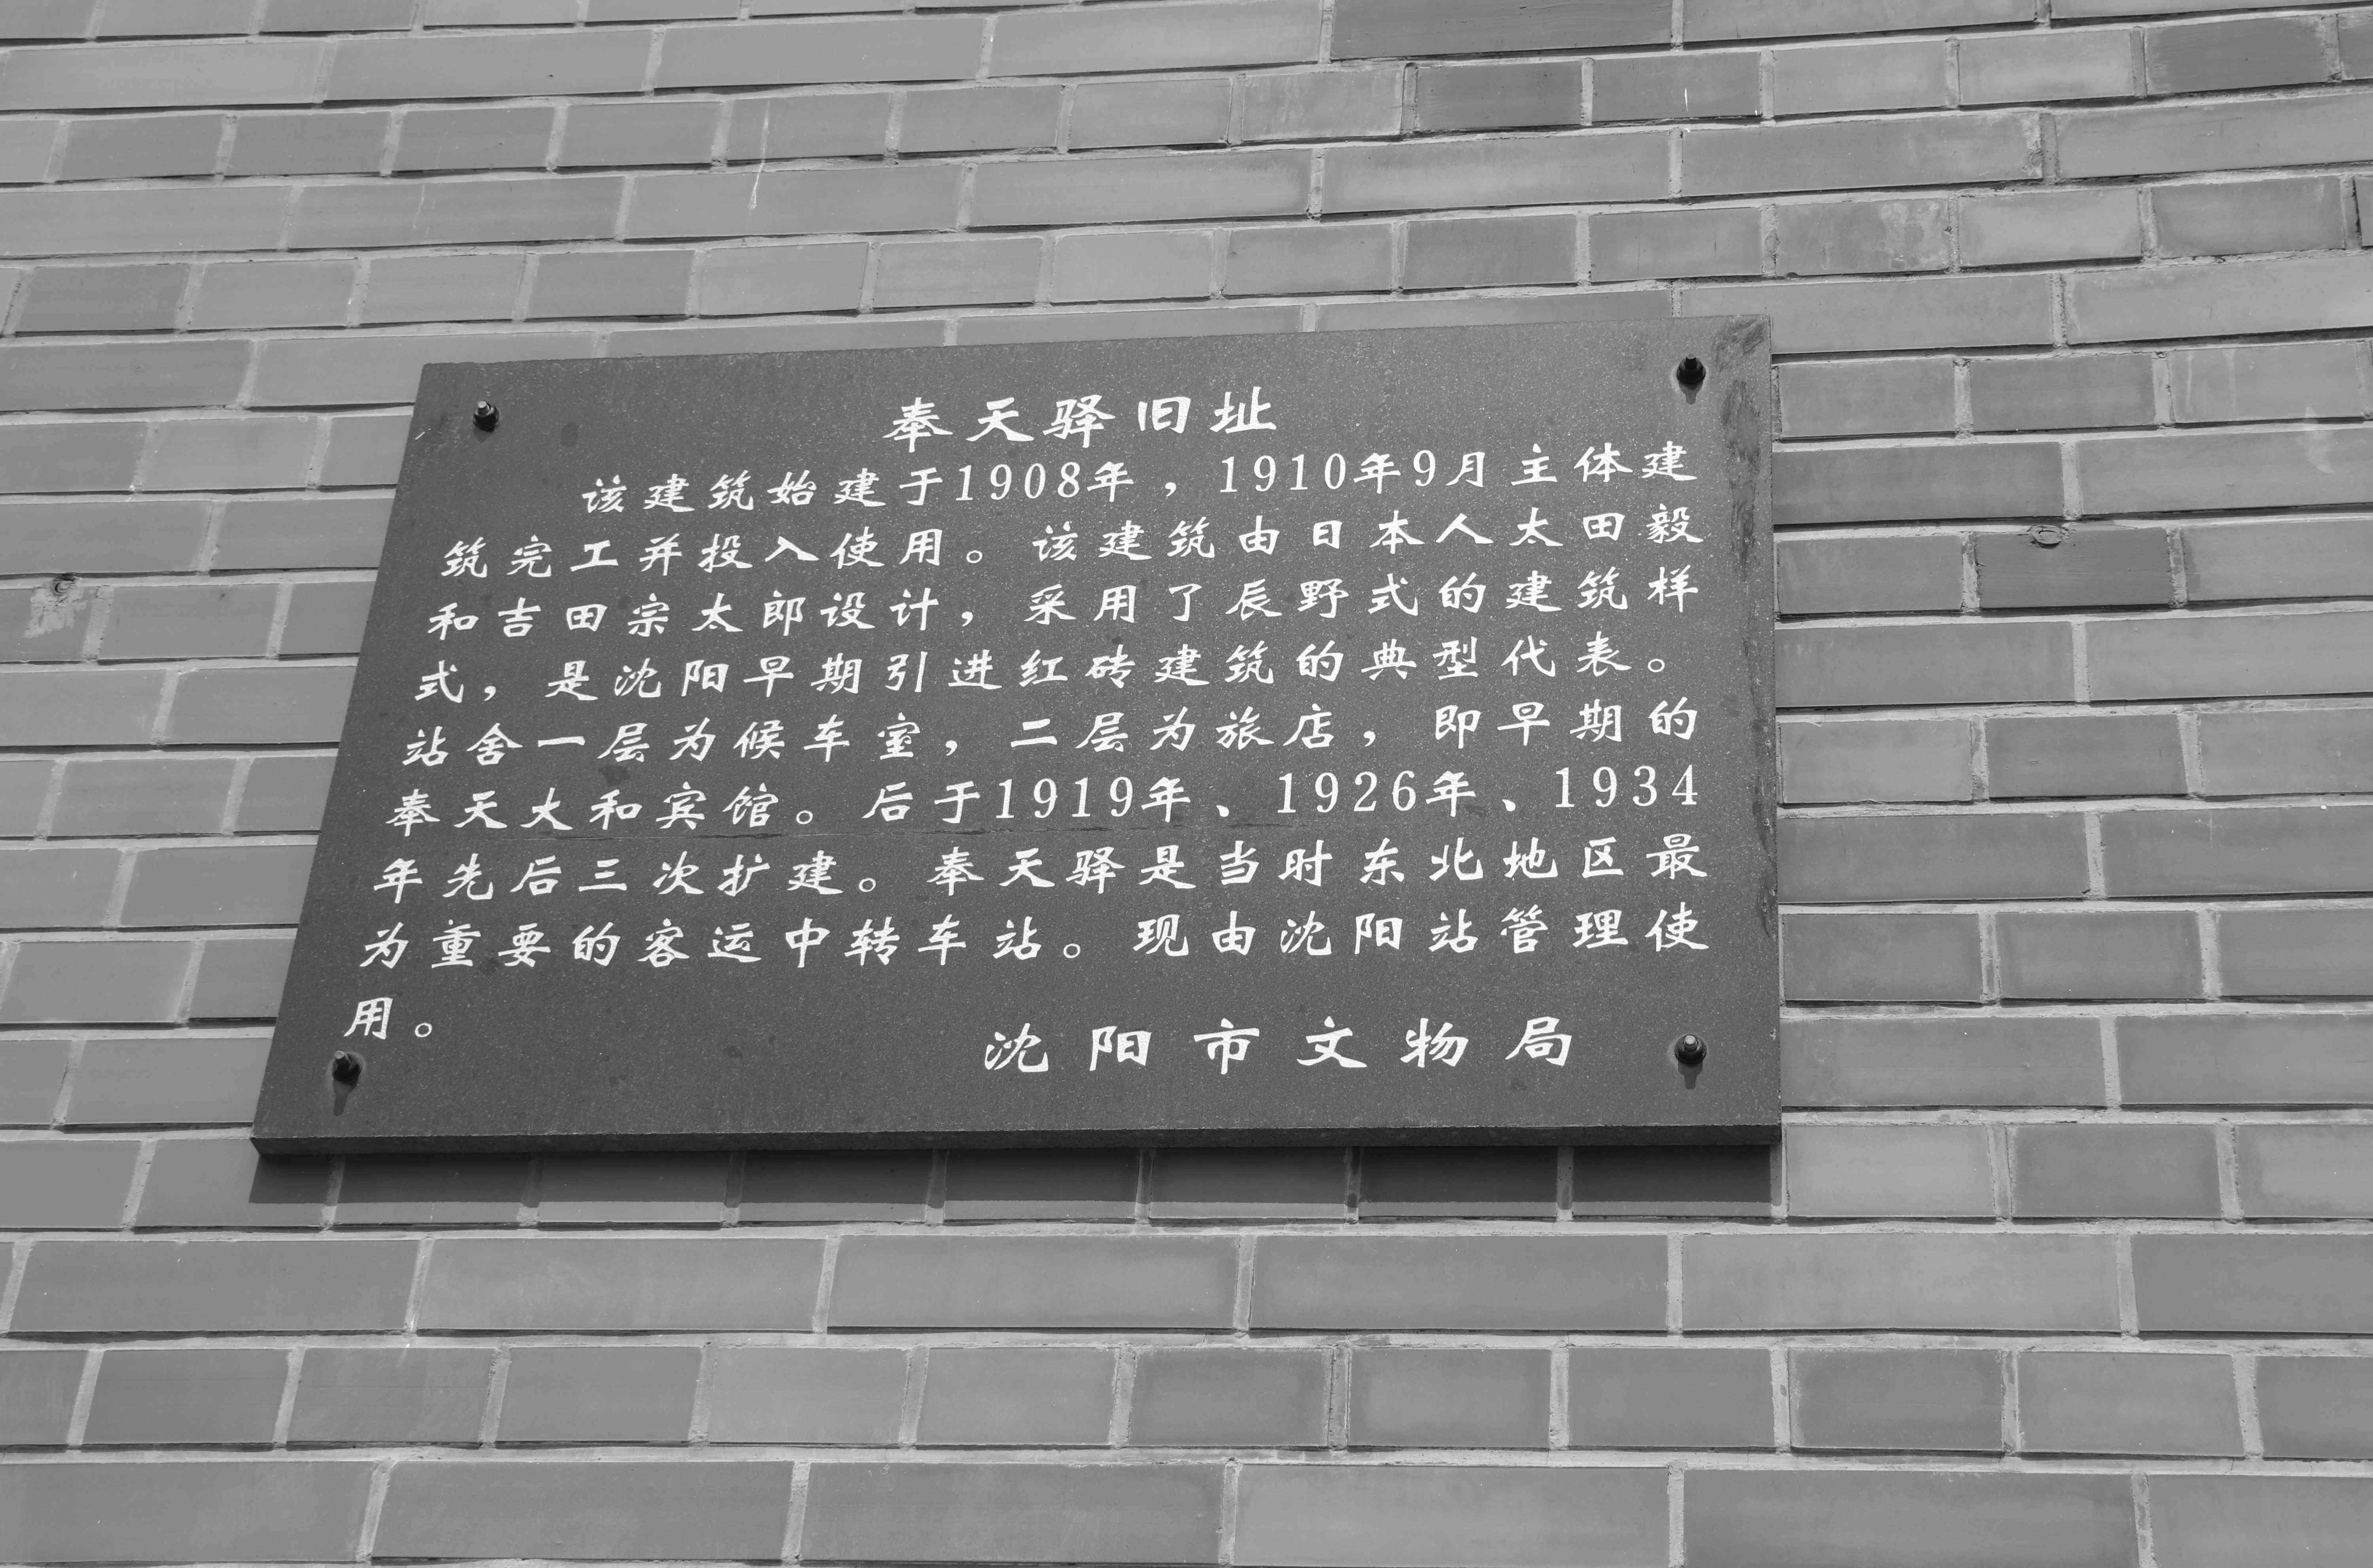 奉天驿旧址
该建筑始建于1908年，1910年9月主体建
筑完工并投入使用。该建筑由日本人太田毅
和吉田宗太郎设计，采用了辰野式的建筑样
式，是沈阳早期引进红砖建筑的典型代表。
站舍一层为候车室，二层为旅店，即早期的
奉天大和宾馆。后于1919年、1926年、1934
年先后三次扩建。奉天驿是当时东北地区最
为重要的客运中转车站。现由沈阳站管理使
用。
沈阳市文物局